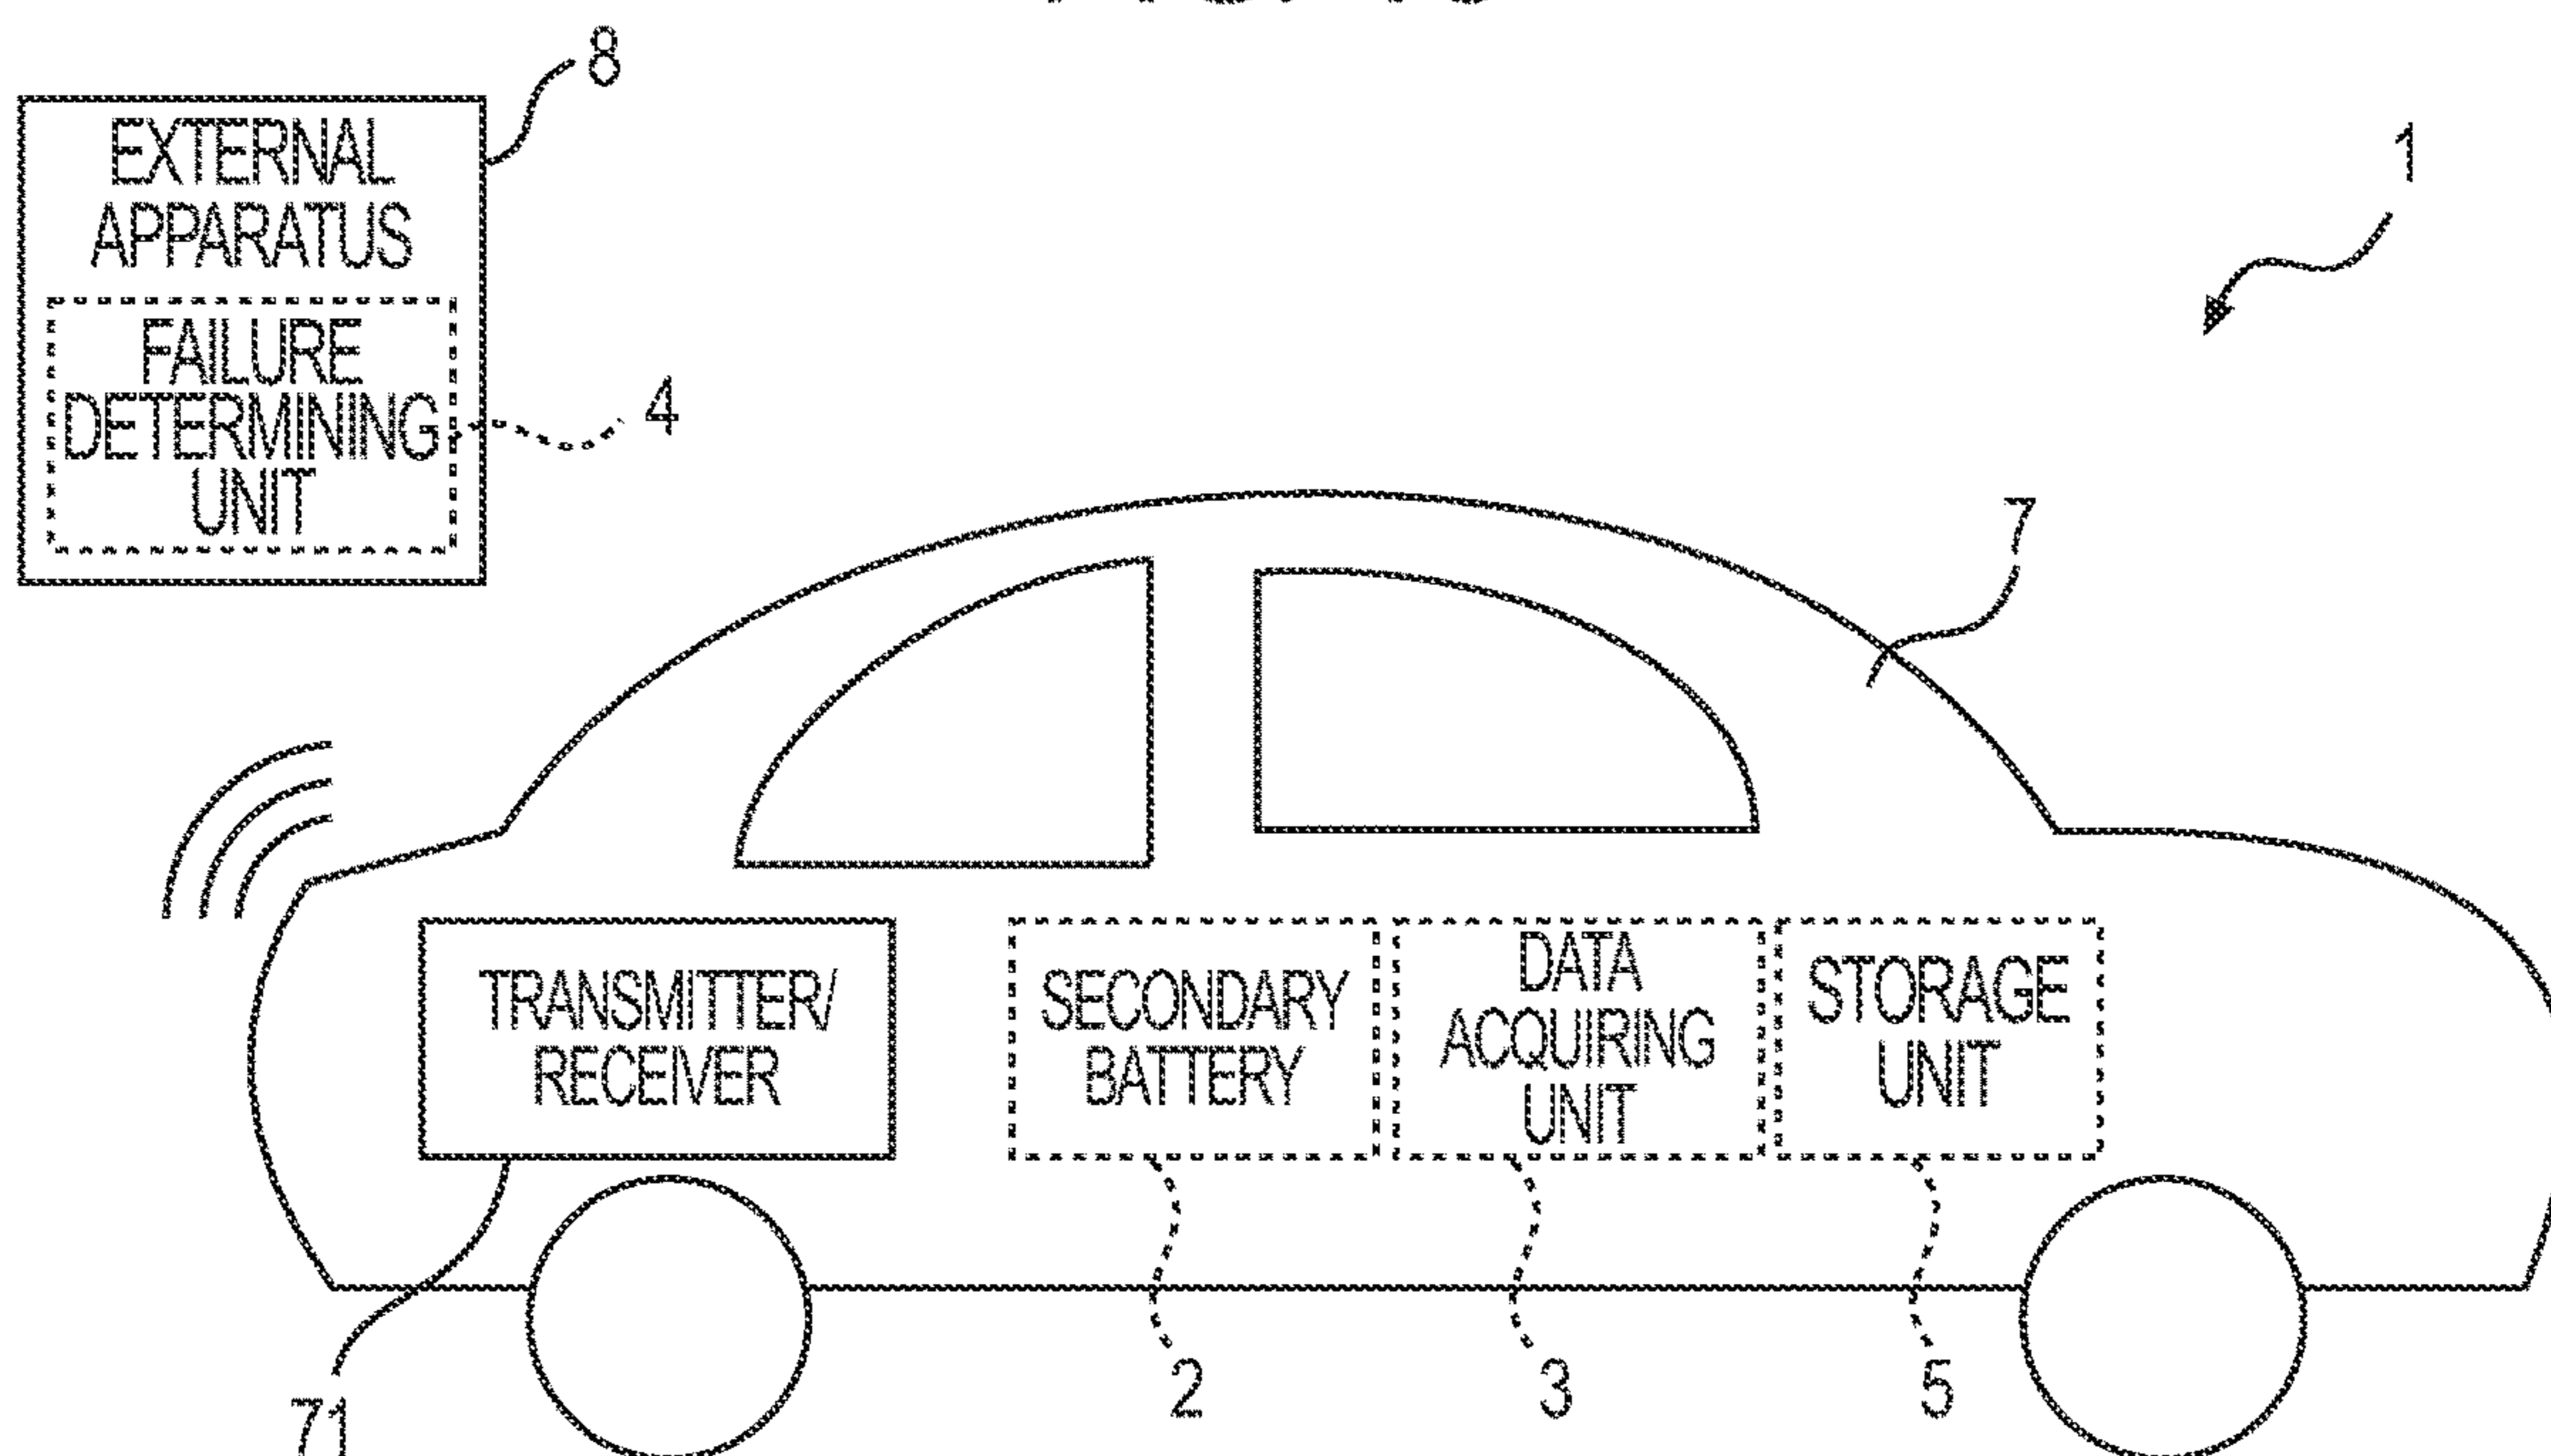 8
EXTERNAL
APPARATUS
1
FAILURE
DETERMINING
UNIT
4
7
TRANSMITTER/
RECEIVER
SECONDARY
BATTERY
DATA
ACQUIRING
UNIT
STORAGE
UNIT
71
2
3
5